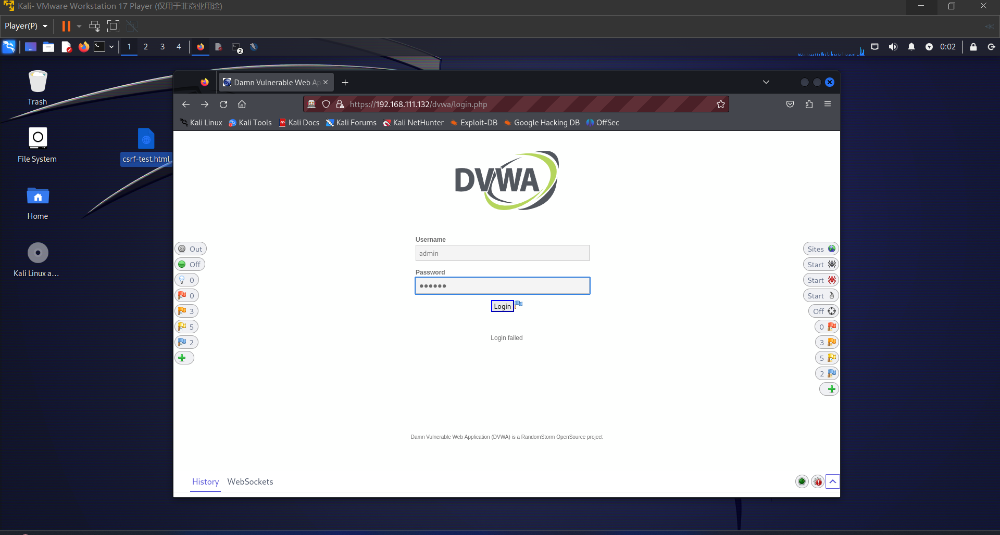 Kali- VMware Workstation 17 Player (仅用于非商业用途)
Player(P)
1 2 3 4
2
0:02
Trash
File System
csrf-test.html
Home
Kali Linux a...
Damn Vulnerable Web Ap
https://192.168.111.132/dvwa/login.php
Kali Linux Kali Tools Kali Docs Kali Forums Kali NetHunter Exploit-DB Google Hacking DB OffSec
DVWA
Username
admin
Password
Login
Login failed
Out
Off
0
0
3
5
2
Sites
Start
Start
Start
Off
0
3
5
2
Damn Vulnerable Web Application (DVWA) is a RandomStorm OpenSource project
History WebSockets